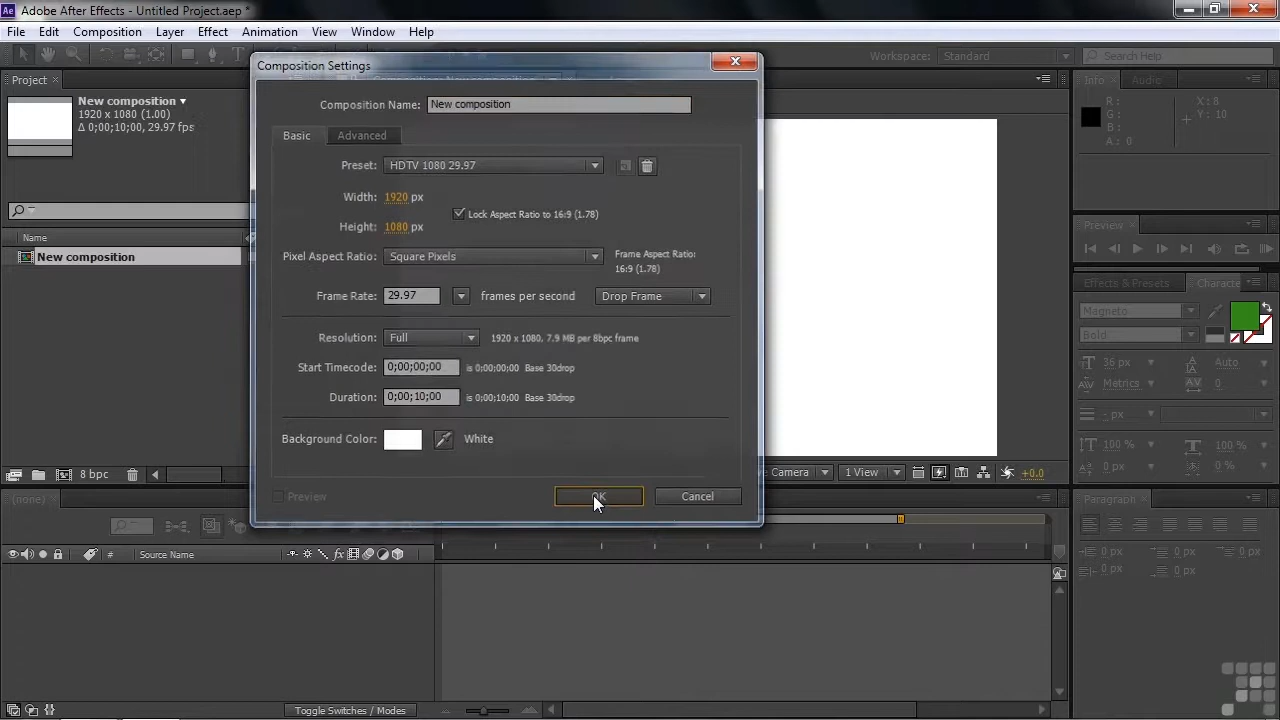 Ae Adobe After Effects - Untitled Project.aep *
File Edit Composition Layer Effect Animation View Window Help
T Workspace: Standard Search Help
Project × Composition Settings Info × Audio
New composition
1920 x 1080 (1.00)
Δ 0;00;10;00, 29.97 fps
Composition Name: New composition
R :
G :
B :
A : 0
X : 8
Y : 10
Basic Advanced
Preset: HDTV 1080 29.97
Width: 1920 px
Lock Aspect Ratio to 16:9 (1.78)
Height: 1080 px
Preview ×
Name
New composition
Pixel Aspect Ratio: Square Pixels
Frame Aspect Ratio:
16:9 (1.78)
Effects & Presets Characte
Frame Rate: 29.97 frames per second Drop Frame
Magneto
Bold
Resolution: Full 1920 x 1080, 7.9 MB per 8bpc frame
Start Timecode: 0;00;00;00 is 0;00;00;00 Base 30drop
Duration: 0;00;10;00 is 0;00;10;00 Base 30drop
36 px Auto
Metrics 0
- px
Background Color: White
100 % 100 %
0 px 0 %
8 bpc
Camera 1 View +0.0
Preview OK Cancel
(none) ×
Paragraph ×
# Source Name fx
0 px 0 px 0 px
0 px 0 px
Toggle Switches / Modes